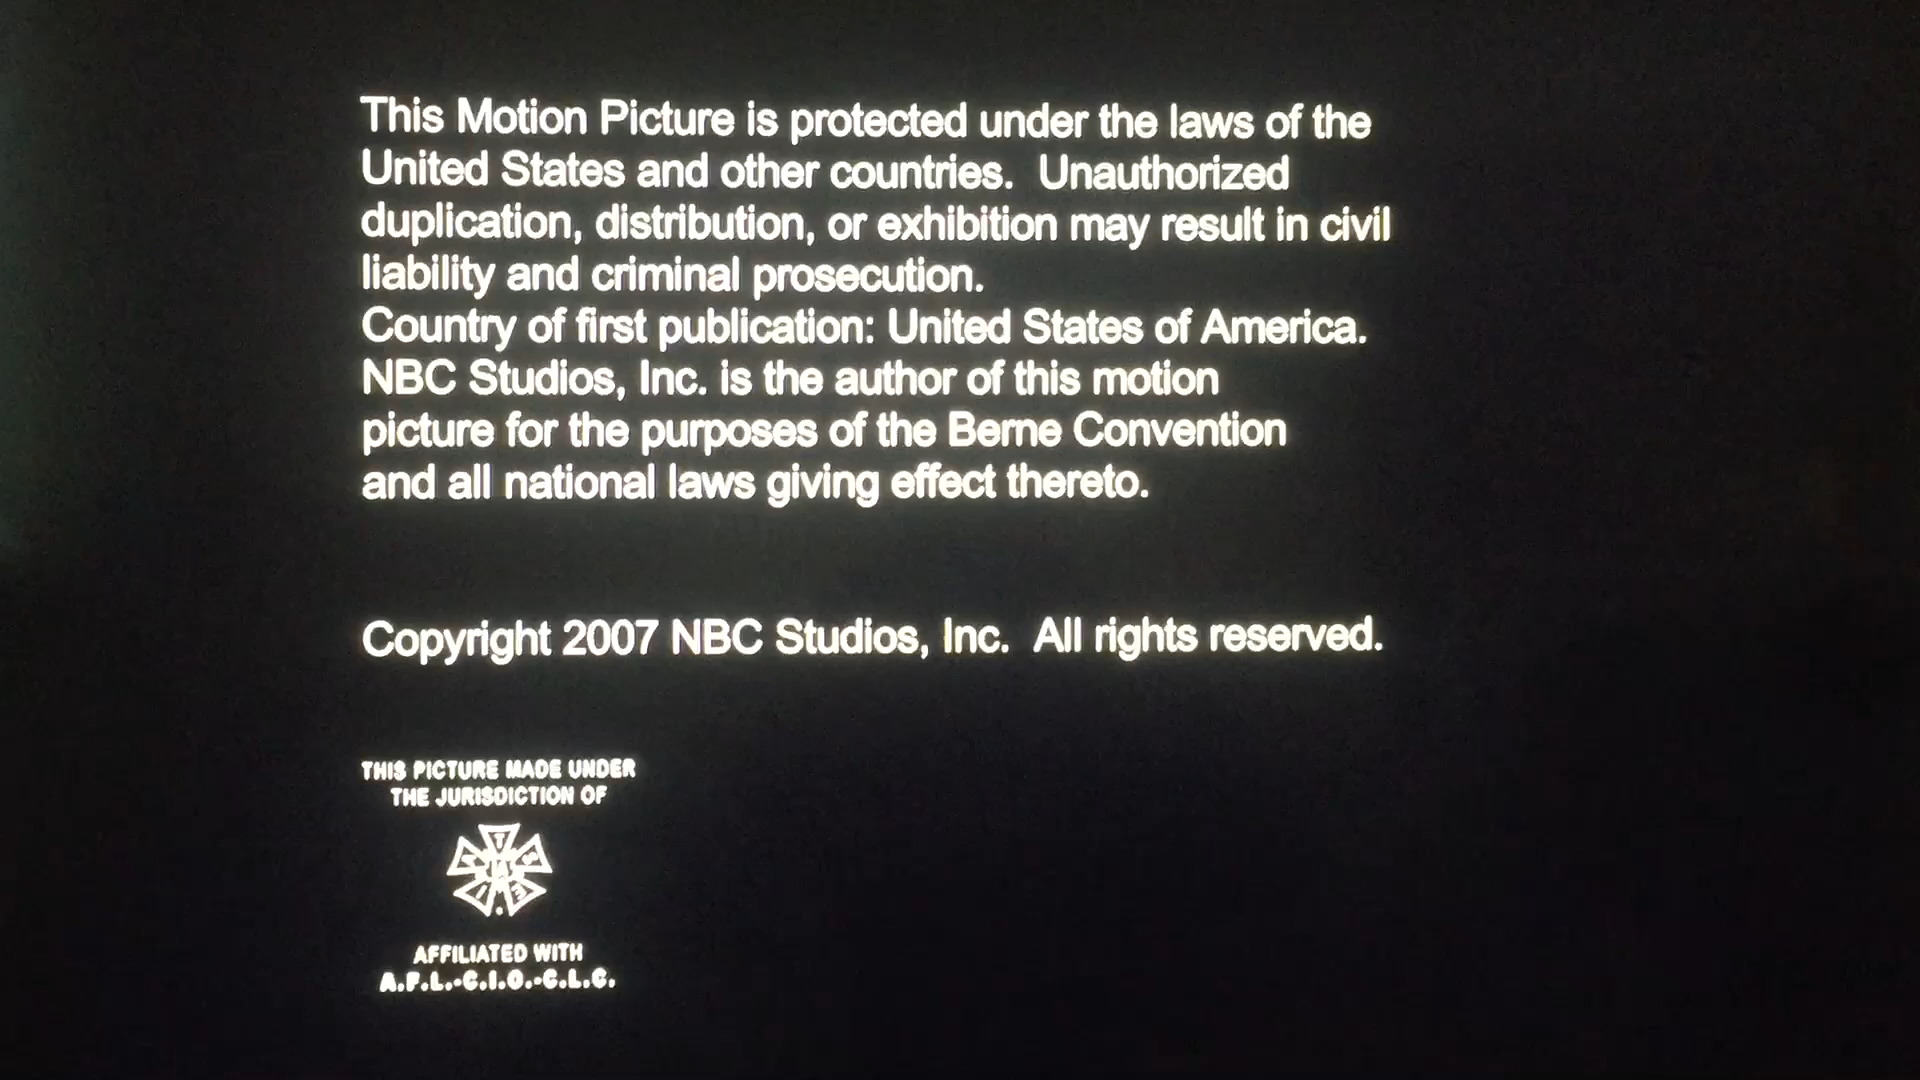 This Motion Picture is protected under the laws of the
United States and other countries.  Unauthorized
duplication, distribution, or exhibition may result in civil
liability and criminal prosecution.
Country of first publication: United States of America.
NBC Studios, Inc. is the author of this motion
picture for the purposes of the Berne Convention
and all national laws giving effect thereto.
Copyright 2007 NBC Studios, Inc.  All rights reserved.
THIS PICTURE MADE UNDER
THE JURISDICTION OF
AFFILIATED WITH
A.F.L.-C.I.O.-C.L.C.